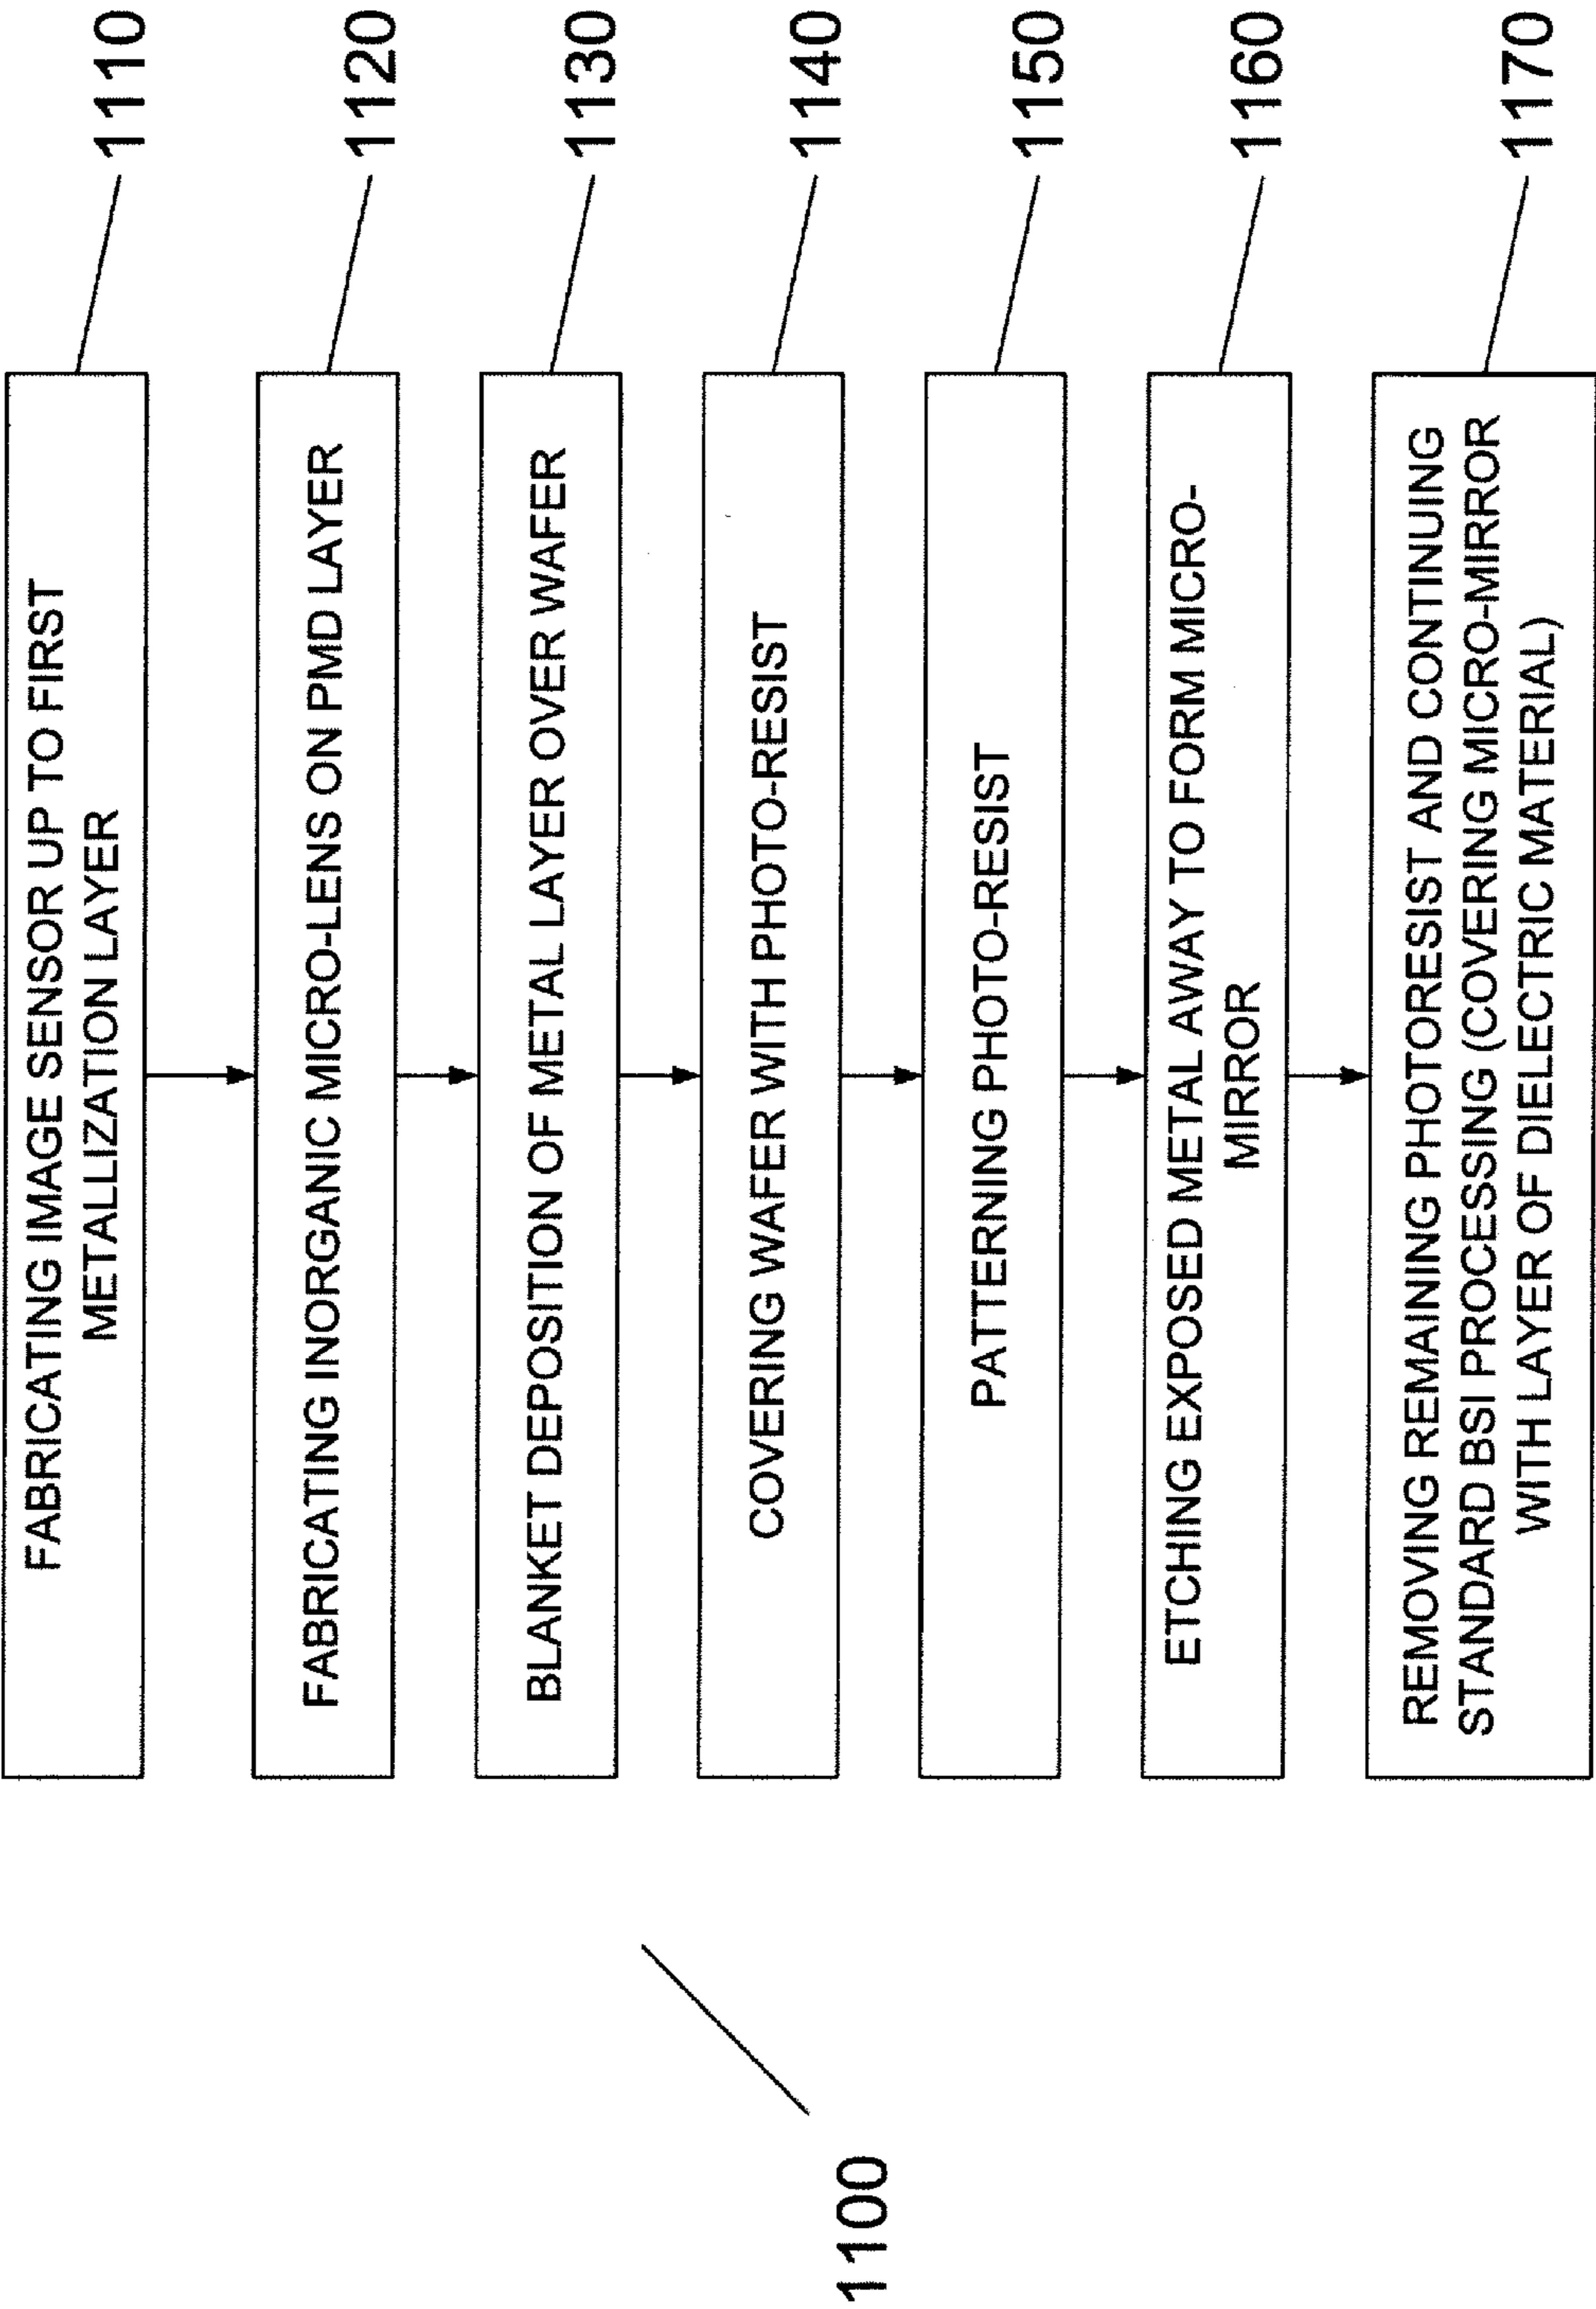 FABRICATING IMAGE SENSOR UP TO FIRST
METALLIZATION LAYER
1110
FABRICATING INORGANIC MICRO-LENS ON PMD LAYER
1120
BLANKET DEPOSITION OF METAL LAYER OVER WAFER
1130
COVERING WAFER WITH PHOTO-RESIST
1140
PATTERNING PHOTO-RESIST
1150
ETCHING EXPOSED METAL AWAY TO FORM MICRO-
MIRROR
1160
REMOVING REMAINING PHOTORESIST AND CONTINUING
STANDARD BSI PROCESSING (COVERING MICRO-MIRROR
WITH LAYER OF DIELECTRIC MATERIAL)
1170
1100